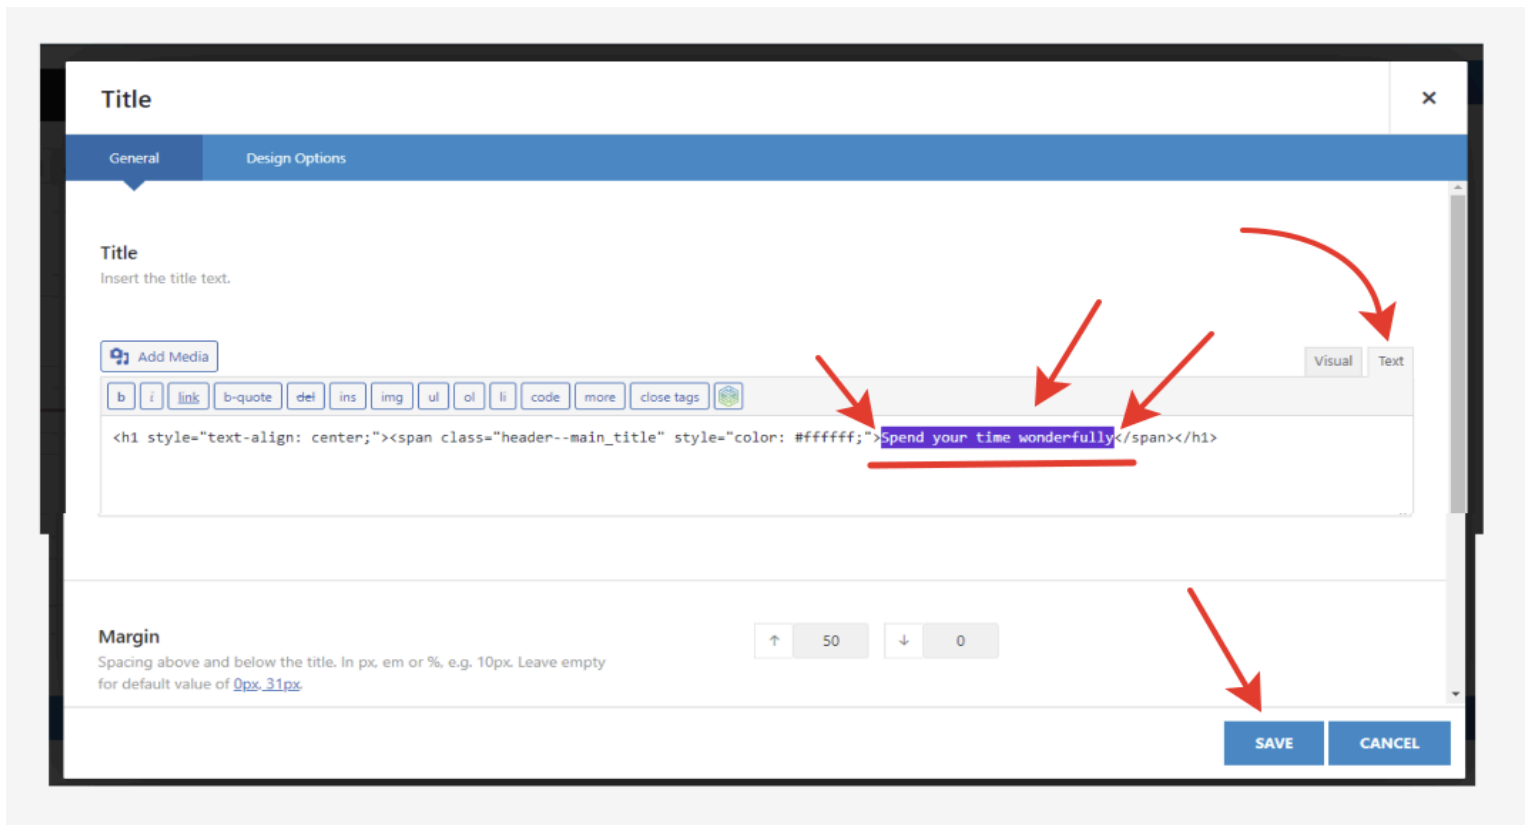 Title
×
General
Design Options
Title
Insert the title text.
Add Media
Visual
Text
b i link b-quote del ins img ul ol li code more close tags
<h1 style="text-align: center;"><span class="header--main_title" style="color: #ffffff;">Spend your time wonderfully</span></h1>
Margin
Spacing above and below the title. In px, em or %, e.g. 10px. Leave empty
for default value of 0px, 31px.
↑ 50 ↓ 0
SAVE
CANCEL